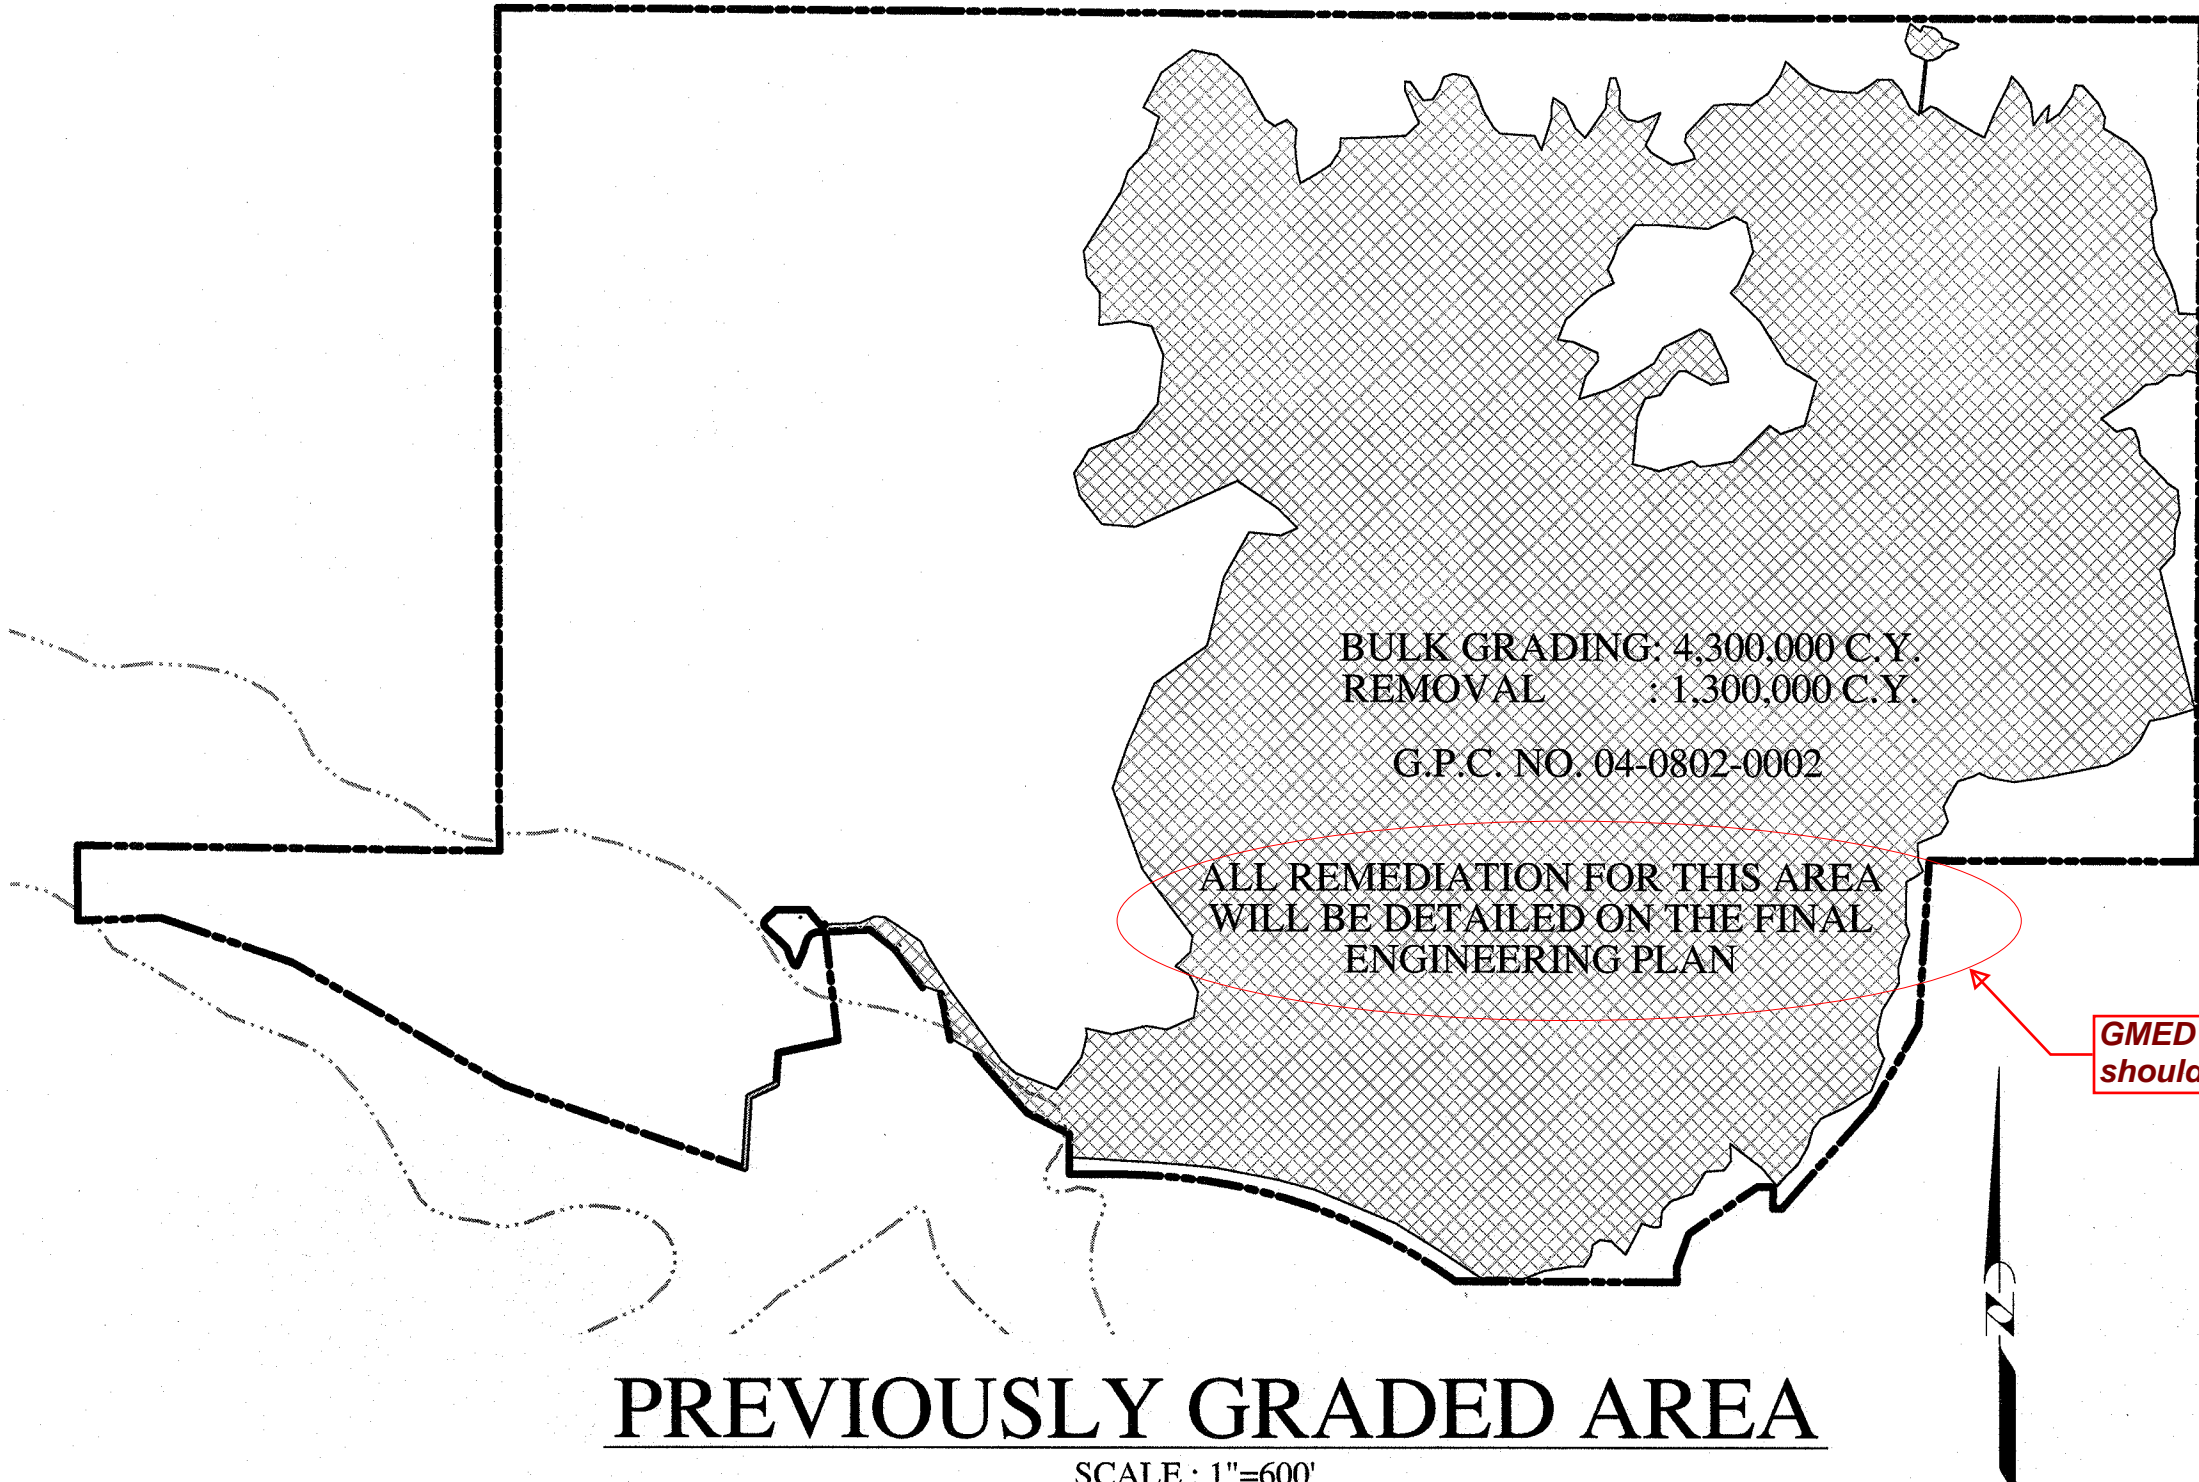 BULK GRADING: 4,300,000 C.Y.
REMOVAL : 1,300,000 C.Y.
G.P.C. NO. 04-0802-0002
ALL REMEDIATION FOR THIS AREA
WILL BE DETAILED ON THE FINAL
ENGINEERING PLAN
GMED
should
N
PREVIOUSLY GRADED AREA
SCALE : 1"=600'